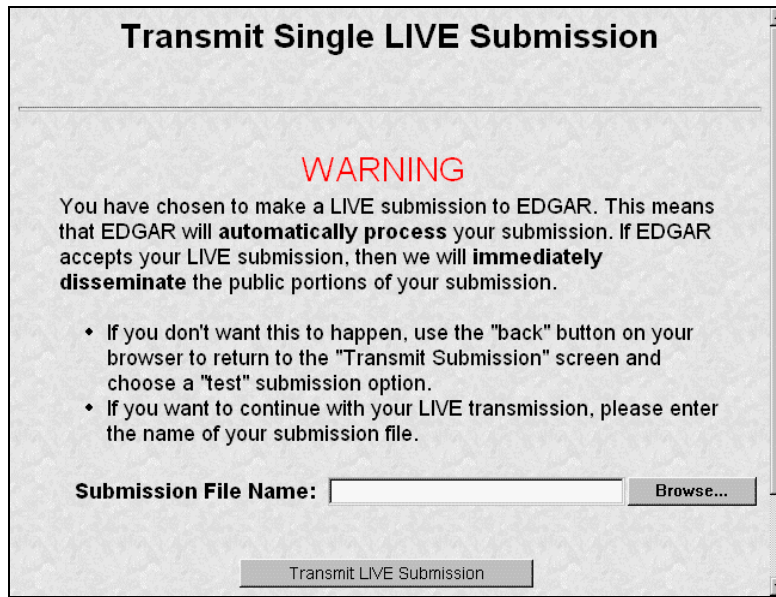 Transmit Single LIVE Submission
WARNING
You have chosen to make a LIVE submission to EDGAR. This means
that EDGAR will automatically process your submission. If EDGAR
accepts your LIVE submission, then we will immediately
disseminate the public portions of your submission.
• If you don't want this to happen, use the "back" button on your
browser to return to the "Transmit Submission" screen and
choose a "test" submission option.
• If you want to continue with your LIVE transmission, please enter
the name of your submission file.
Submission File Name: Browse...
Transmit LIVE Submission